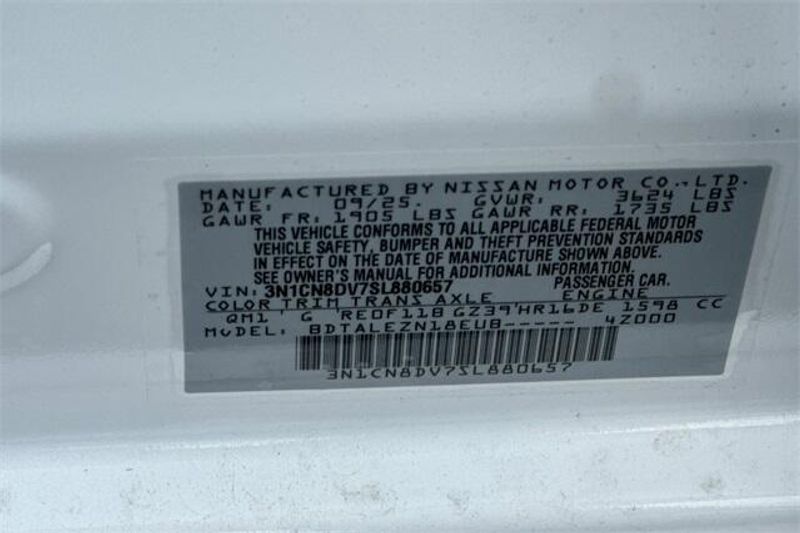 MANUFACTURED BY NISSAN MOTOR CO.,LTD.
DATE: 09/25. GVWR: 3624 LBS
GAWR FR: 1905 LBS GAWR RR: 1735 LBS
THIS VEHICLE CONFORMS TO ALL APPLICABLE FEDERAL MOTOR
VEHICLE SAFETY, BUMPER AND THEFT PREVENTION STANDARDS
IN EFFECT ON THE DATE OF MANUFACTURE SHOWN ABOVE.
SEE OWNER'S MANUAL FOR ADDITIONAL INFORMATION.
VIN: 3N1CN8DV7SL880657 PASSENGER CAR.
COLOR TRIM TRANS AXLE ENGINE
QM1' G 'RE0F11B GZ39'HR16DE 1598 CC
MODEL: BDTALEZN18EUB----- 4Z000
3N1CN8DV7SL880657